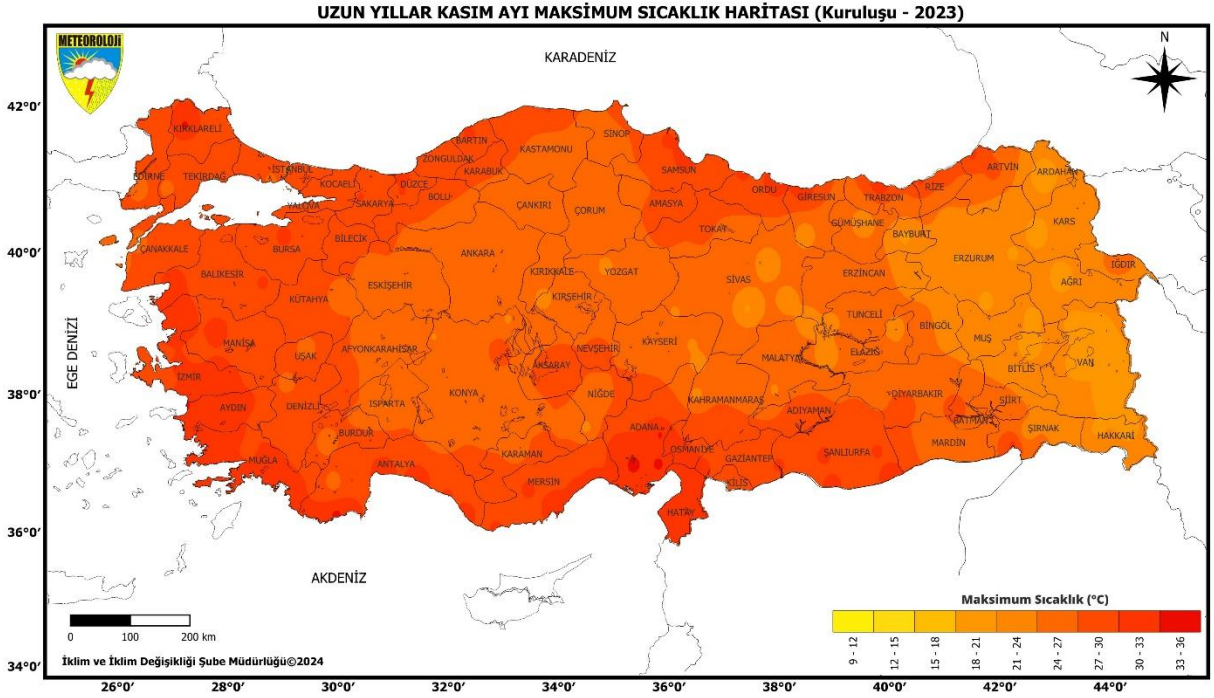 UZUN YILLAR KASIM AYI MAKSİMUM SICAKLIK HARİTASI (Kuruluşu - 2023)
METEOROLOJİ
KARADENİZ
N
42°0'
KIRKLARELİ
SİNOP
BARTIN
KASTAMONU
ZONGULDAK
EDİRNE
TEKİRDAĞ
İSTANBUL
KARABÜK
SAMSUN
ARTVİN
ARDAHAN
KOCAELİ
DÜZCE
BOLU
ORDU
GİRESUN
TRABZON
RİZE
YALOVA
SAKARYA
ÇANKIRI
ÇORUM
AMASYA
TOKAT
GÜMÜŞHANE
BAYBURT
KARS
40°0'
ÇANAKKALE
BURSA
BİLECİK
ANKARA
ERZURUM
IĞDIR
BALIKESİR
ESKİŞEHİR
KIRIKKALE
YOZGAT
SİVAS
ERZİNCAN
AĞRI
KÜTAHYA
KIRŞEHİR
TUNCELİ
BİNGÖL
MUŞ
MANİSA
UŞAK
AFYONKARAHİSAR
NEVŞEHİR
KAYSERİ
MALATYA
ELAZIĞ
BİTLİS
VAN
EGE DENİZİ
İZMİR
AKSARAY
38°0'
AYDIN
DENİZLİ
ISPARTA
KONYA
NİĞDE
KAHRAMANMARAŞ
ADIYAMAN
DİYARBAKIR
SİİRT
BATMAN
BURDUR
ADANA
ŞIRNAK
HAKKARİ
MUĞLA
ANTALYA
KARAMAN
OSMANİYE
GAZİANTEP
ŞANLIURFA
MARDİN
MERSİN
KİLİS
HATAY
36°0'
AKDENİZ
Maksimum Sıcaklık (°C)
0 100 200 km
9 - 12
12 - 15
15 - 18
18 - 21
21 - 24
24 - 27
27 - 30
30 - 33
33 - 36
İklim ve İklim Değişikliği Şube Müdürlüğü©2024
34°0'
26°0' 28°0' 30°0' 32°0' 34°0' 36°0' 38°0' 40°0' 42°0' 44°0'